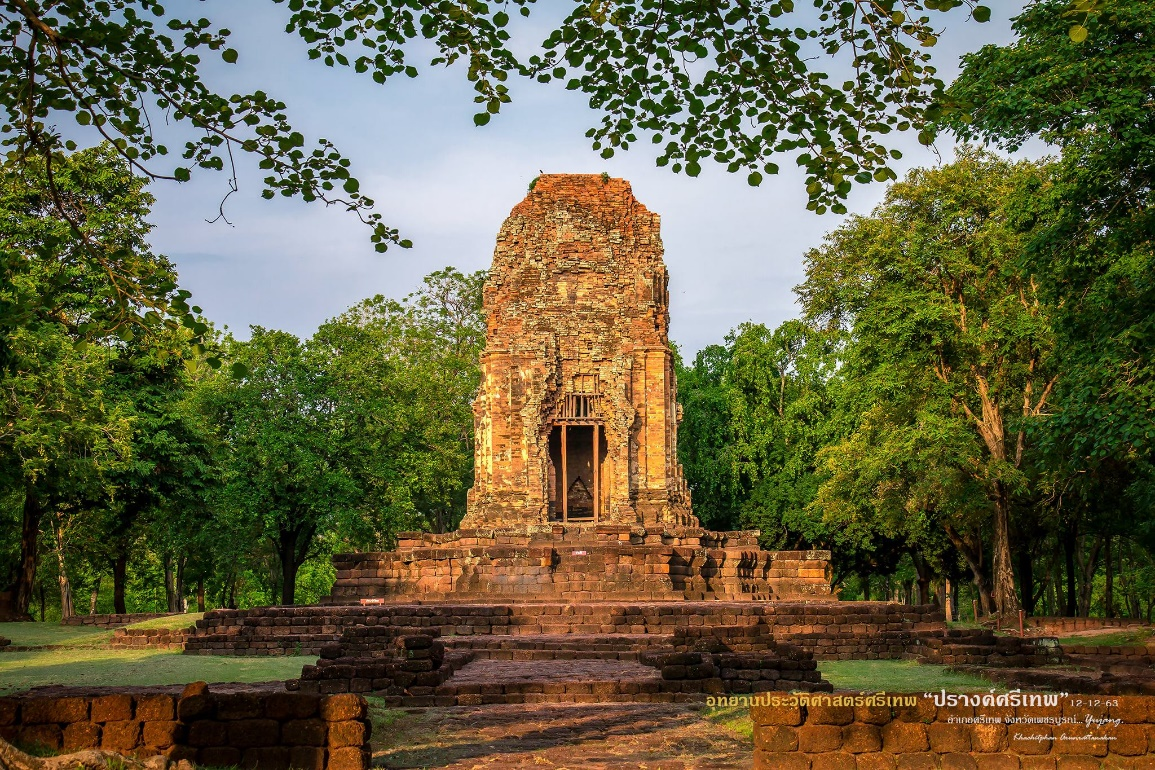 อุทยานประวัติศาสตร์ศรีเทพ “ปรางค์ศรีเทพ” 12-12-63
อำเภอศรีเทพ จังหวัดเพชรบูรณ์... Yujang.